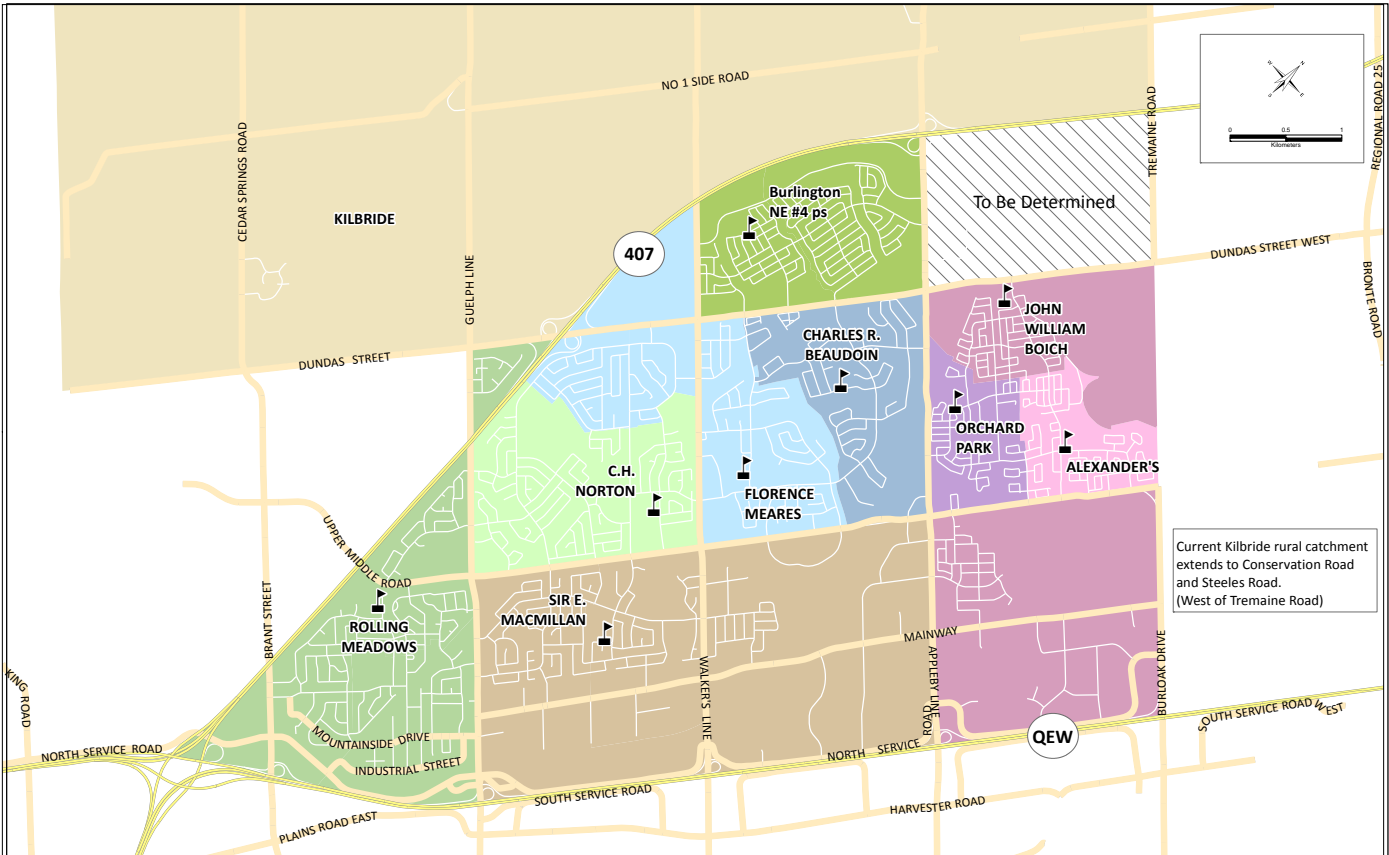 NO 1 SIDE ROAD
CEDAR SPRINGS ROAD
KILBRIDE
GUELPH LINE
407
Burlington
NE #4 ps
To Be Determined
TREMAINE ROAD
REGIONAL ROAD 25
0 0.5 1
Kilometers
DUNDAS STREET WEST
BRONTE ROAD
DUNDAS STREET
CHARLES R.
BEAUDOIN
JOHN
WILLIAM
BOICH
ORCHARD
PARK
ALEXANDER'S
C.H.
NORTON
FLORENCE
MEARES
UPPER MIDDLE ROAD
BRANT STREET
ROLLING
MEADOWS
SIR E.
MACMILLAN
Current Kilbride rural catchment
extends to Conservation Road
and Steeles Road.
(West of Tremaine Road)
MAINWAY
WALKER'S LINE
APPLEBY LINE
BURLOAK DRIVE
KING ROAD
NORTH SERVICE ROAD
MOUNTAINSIDE DRIVE
INDUSTRIAL STREET
NORTH SERVICE ROAD
QEW
SOUTH SERVICE ROAD WEST
SOUTH SERVICE ROAD
HARVESTER ROAD
PLAINS ROAD EAST